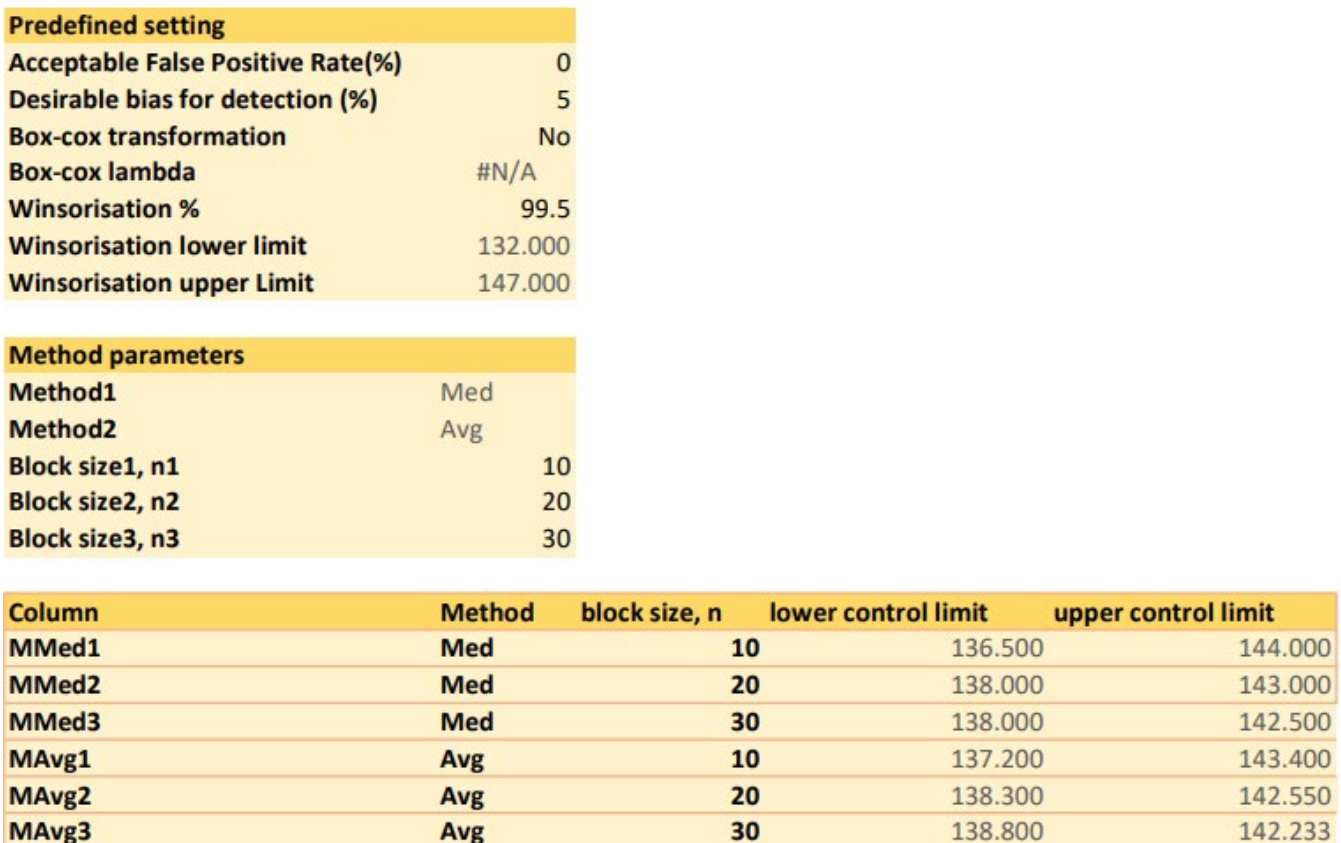 Predefined setting
Acceptable False Positive Rate(%) 0
Desirable bias for detection (%) 5
Box-cox transformation No
Box-cox lambda #N/A
Winsorisation % 99.5
Winsorisation lower limit 132.000
Winsorisation upper Limit 147.000
Method parameters
Method1 Med
Method2 Avg
Block size1, n1 10
Block size2, n2 20
Block size3, n3 30
Column Method block size, n lower control limit upper control limit
MMed1 Med 10 136.500 144.000
MMed2 Med 20 138.000 143.000
MMed3 Med 30 138.000 142.500
MAvg1 Avg 10 137.200 143.400
MAvg2 Avg 20 138.300 142.550
MAvg3 Avg 30 138.800 142.233